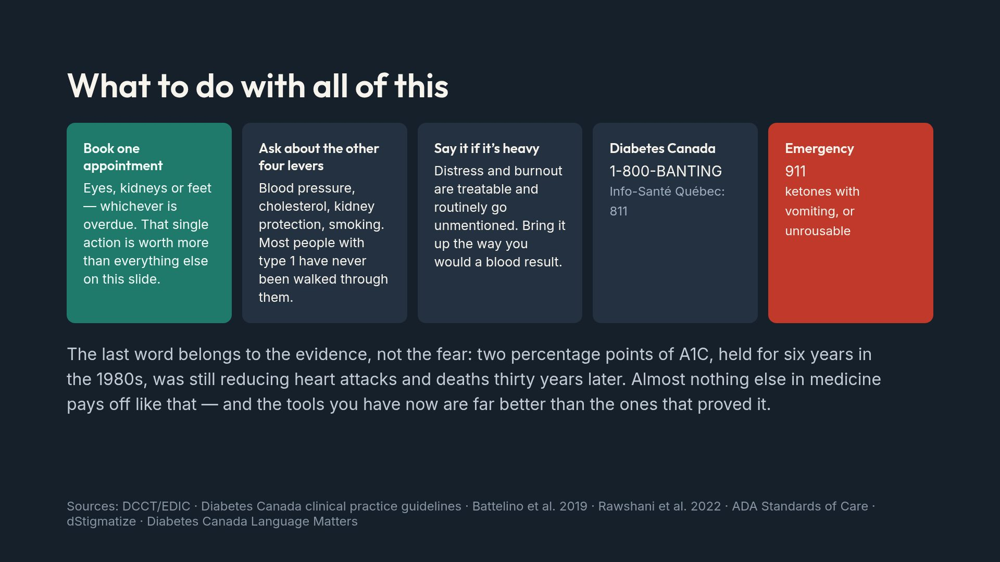 What to do with all of this
Book one
appointment
Eyes, kidneys or feet
— whichever is
overdue. That single
action is worth more
than everything else
on this slide.
Ask about the other
four levers
Blood pressure,
cholesterol, kidney
protection, smoking.
Most people with
type 1 have never
been walked through
them.
Say it if it’s heavy
Distress and burnout
are treatable and
routinely go
unmentioned. Bring it
up the way you
would a blood result.
Diabetes Canada
1-800-BANTING
Info-Santé Québec:
811
Emergency
911
ketones with
vomiting, or
unrousable
The last word belongs to the evidence, not the fear: two percentage points of A1C, held for six years in
the 1980s, was still reducing heart attacks and deaths thirty years later. Almost nothing else in medicine
pays off like that — and the tools you have now are far better than the ones that proved it.
Sources: DCCT/EDIC · Diabetes Canada clinical practice guidelines · Battelino et al. 2019 · Rawshani et al. 2022 · ADA Standards of Care ·
dStigmatize · Diabetes Canada Language Matters